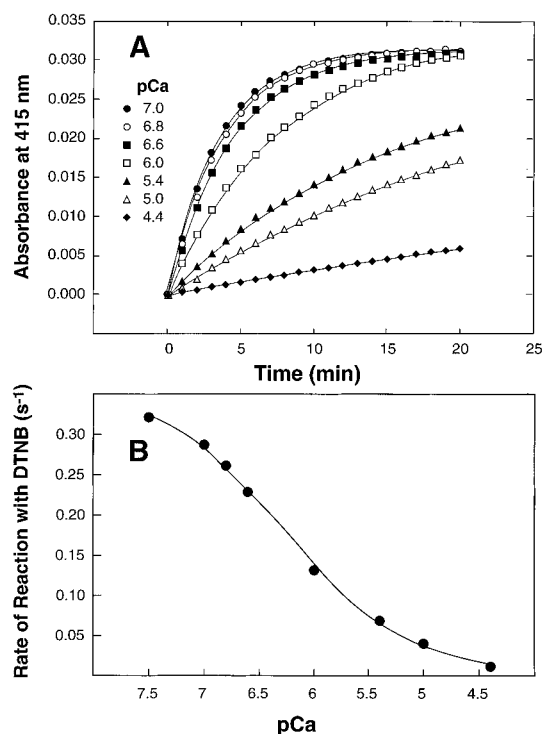 A
0.035
0.030
0.025
0.020
0.015
0.010
0.005
0.000
Absorbance at 415 nm
pCa
7.0
6.8
6.6
6.0
5.4
5.0
4.4
0 5 10 15 20 25
Time (min)
B
0.30
0.25
0.20
0.15
0.10
0.05
Rate of Reaction with DTNB (s-1)
7.5 7 6.5 6 5.5 5 4.5
pCa